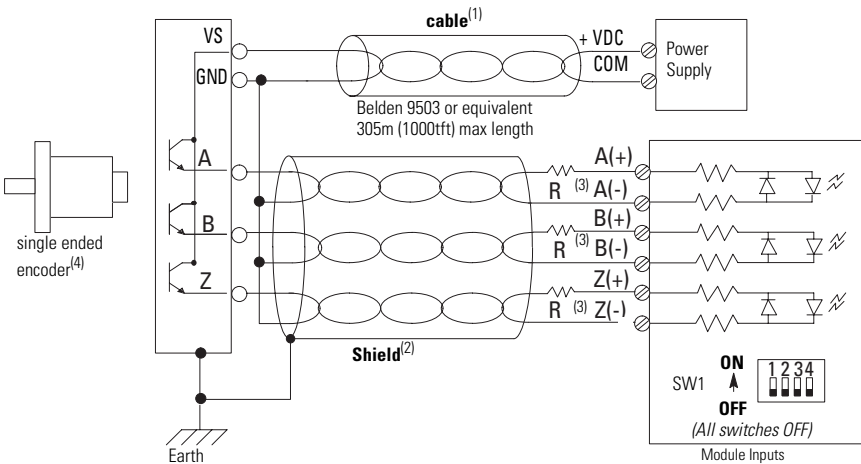 cable(1)
VS
+ VDC
Power
Supply
GND
COM
Belden 9503 or equivalent
305m (1000tft) max length
A
A(+)
R (3) A(-)
B
B(+)
R (3) B(-)
single ended
encoder(4)
Z
Z(+)
R (3) Z(-)
Shield(2)
SW1
ON
OFF
1 2 3 4
(All switches OFF)
Earth
Module Inputs